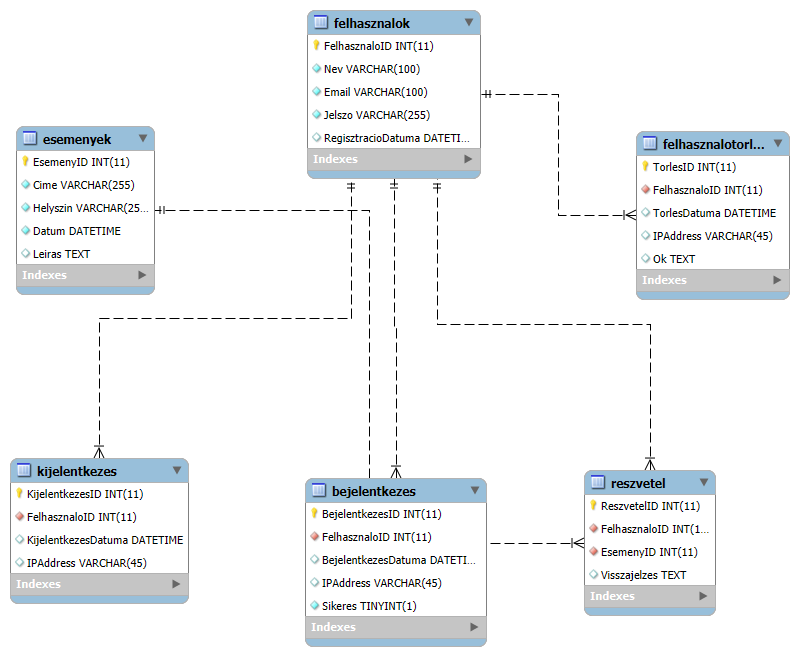 felhasznalok
FelhasznaloID INT(11)
Nev VARCHAR(100)
Email VARCHAR(100)
Jelszo VARCHAR(255)
RegisztracioDatuma DATETI...
Indexes
esemenyek
EsemenyID INT(11)
Cime VARCHAR(255)
Helyszin VARCHAR(25...
Datum DATETIME
Leiras TEXT
Indexes
felhasznalotorl...
TorlesID INT(11)
FelhasznaloID INT(11)
TorlesDatuma DATETIME
IPAddress VARCHAR(45)
Ok TEXT
Indexes
kijelentkezes
KijelentkezesID INT(11)
FelhasznaloID INT(11)
KijelentkezesDatuma DATETIME
IPAddress VARCHAR(45)
Indexes
bejelentkezes
BejelentkezesID INT(11)
FelhasznaloID INT(11)
BejelentkezesDatuma DATETI...
IPAddress VARCHAR(45)
Sikeres TINYINT(1)
Indexes
reszvetel
ReszvetelID INT(11)
FelhasznaloID INT(1...
EsemenyID INT(11)
Visszajelzes TEXT
Indexes